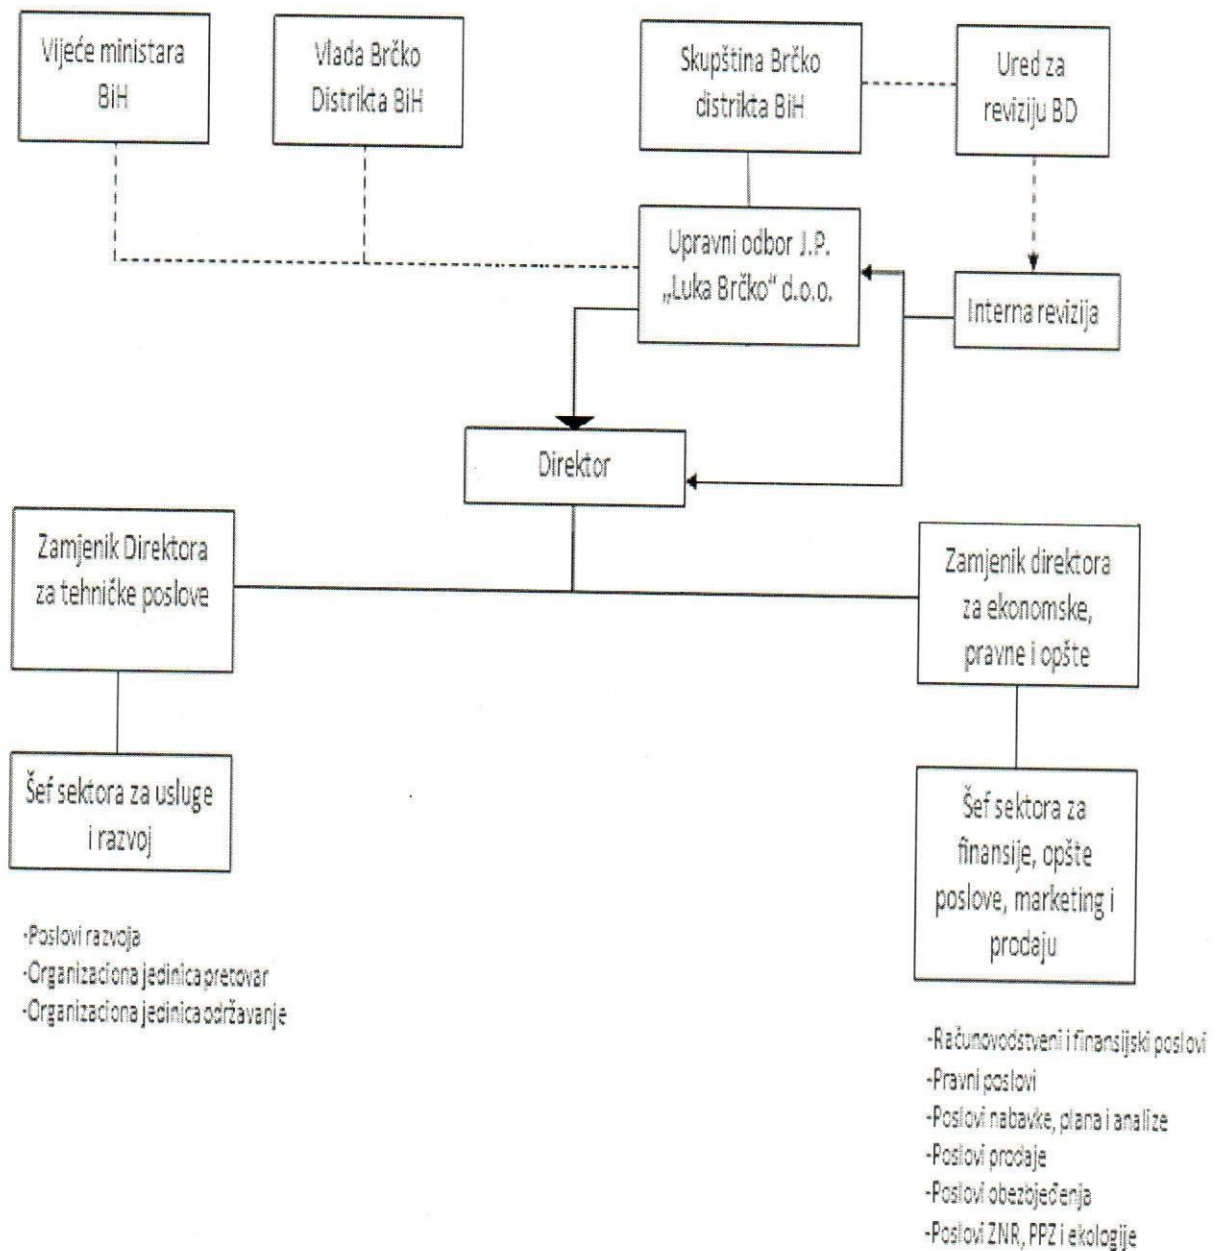 Vijeće ministara
BiH
Vlada Brčko
Distrikta BiH
Skupština Brčko
distrikta BiH
Ured za
reviziju BD
Upravni odbor J.P.
„Luka Brčko“ d.o.o.
Interna revizija
Direktor
Zamjenik Direktora
za tehničke poslove
Zamjenik direktora
za ekonomske,
pravne i opšte
Šef sektora za usluge
i razvoj
Šef sektora za
finansije, opšte
poslove, marketing i
prodaju
-Poslovi razvoja
-Organizaciona jedinica pretovar
-Organizaciona jedinica održavanje
-Računovodstveni i finansijski poslovi
-Pravni poslovi
-Poslovi nabavke, plana i analize
-Poslovi prodaje
-Poslovi obezbjeđenja
-Poslovi ZNR, PPZ i ekologije